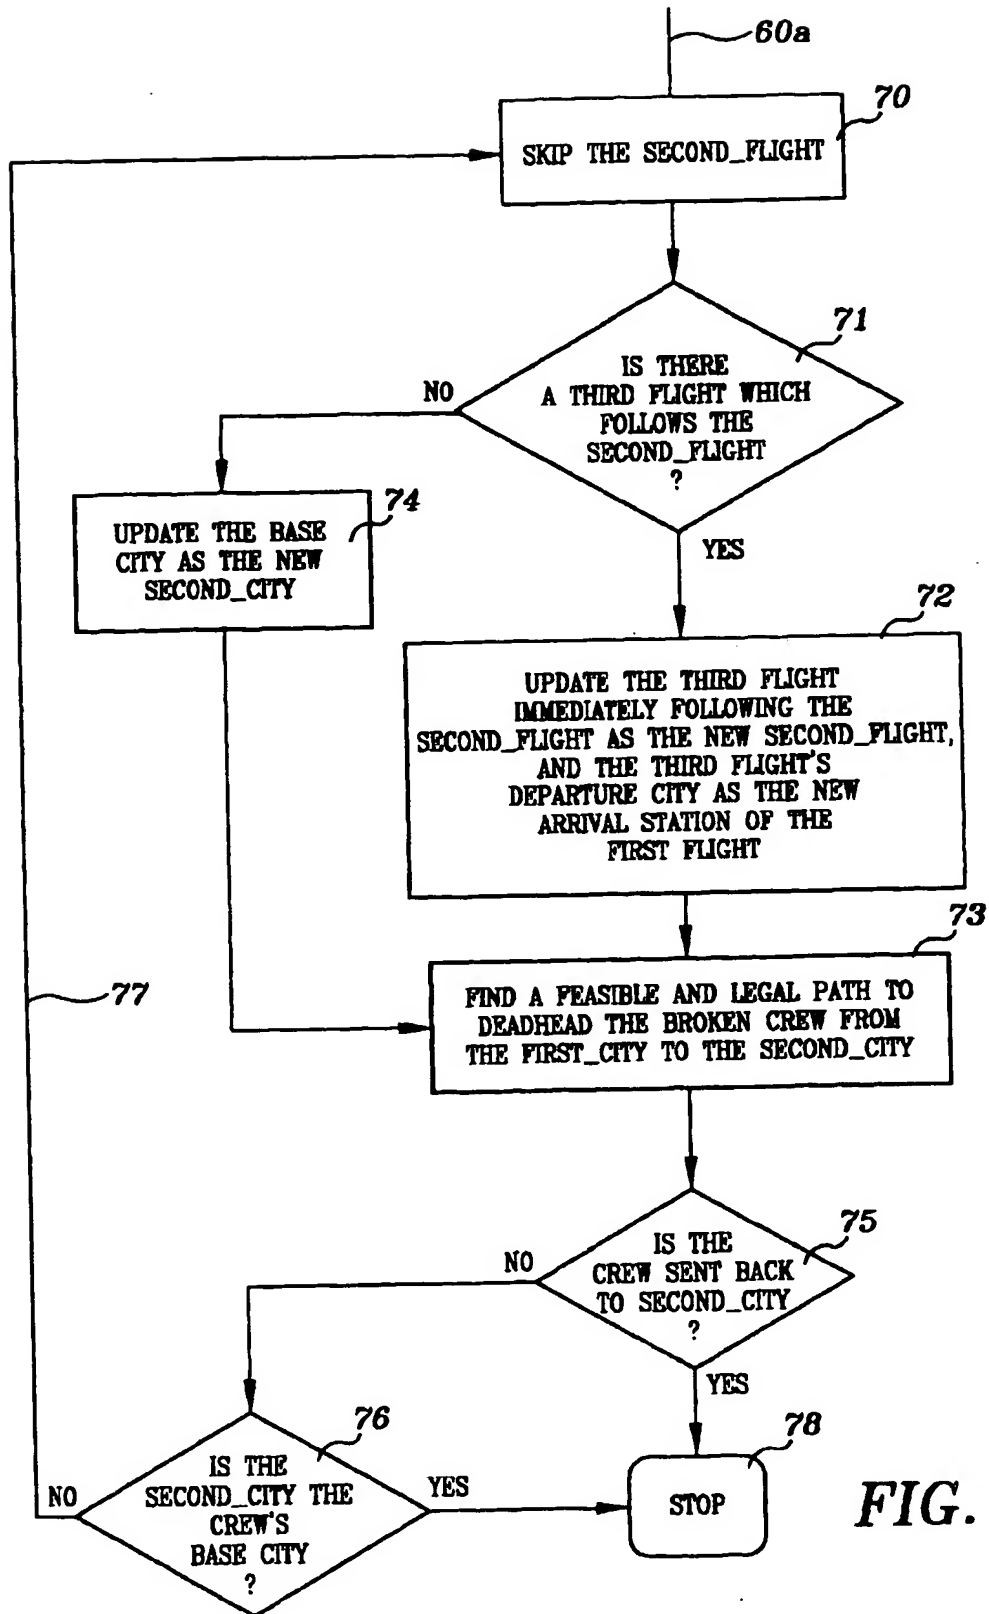 60a
70
SKIP THE SECOND_FLIGHT
71
IS THERE
A THIRD FLIGHT WHICH
FOLLOWS THE
SECOND_FLIGHT
?
NO
YES
74
UPDATE THE BASE
CITY AS THE NEW
SECOND_CITY
72
UPDATE THE THIRD FLIGHT
IMMEDIATELY FOLLOWING THE
SECOND_FLIGHT AS THE NEW SECOND_FLIGHT,
AND THE THIRD FLIGHT'S
DEPARTURE CITY AS THE NEW
ARRIVAL STATION OF THE
FIRST FLIGHT
73
FIND A FEASIBLE AND LEGAL PATH TO
DEADHEAD THE BROKEN CREW FROM
THE FIRST_CITY TO THE SECOND_CITY
77
75
IS THE
CREW SENT BACK
TO SECOND_CITY
?
NO
YES
76
IS THE
SECOND_CITY THE
CREW'S
BASE CITY
?
NO
YES
78
STOP
FIG.